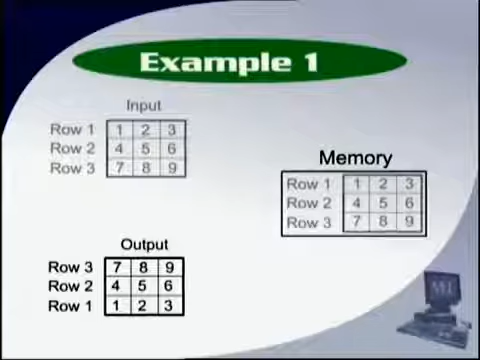 Example 1
Input
Row 1 1 2 3
Row 2 4 5 6
Row 3 7 8 9
Memory
Row 1 1 2 3
Row 2 4 5 6
Row 3 7 8 9
Output
Row 3 7 8 9
Row 2 4 5 6
Row 1 1 2 3